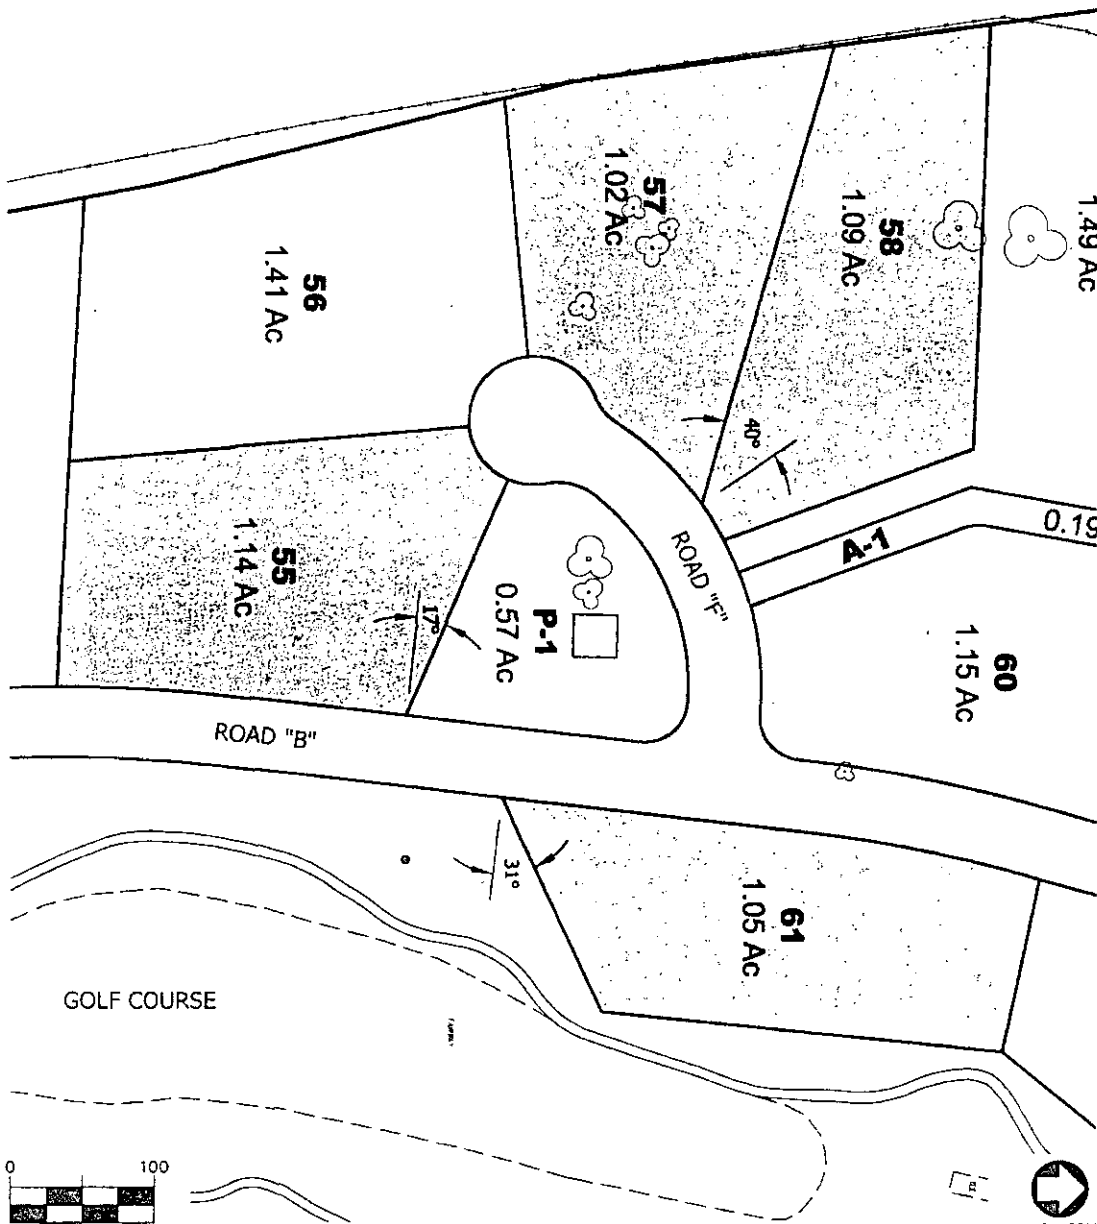 1.49 Ac
57
1.02 Ac
58
1.09 Ac
56
1.41 Ac
40°
0.19
A-1
ROAD "F"
55
1.14 Ac
17°
P-1
0.57 Ac
60
1.15 Ac
ROAD "B"
31°
61
1.05 Ac
GOLF COURSE
0
100